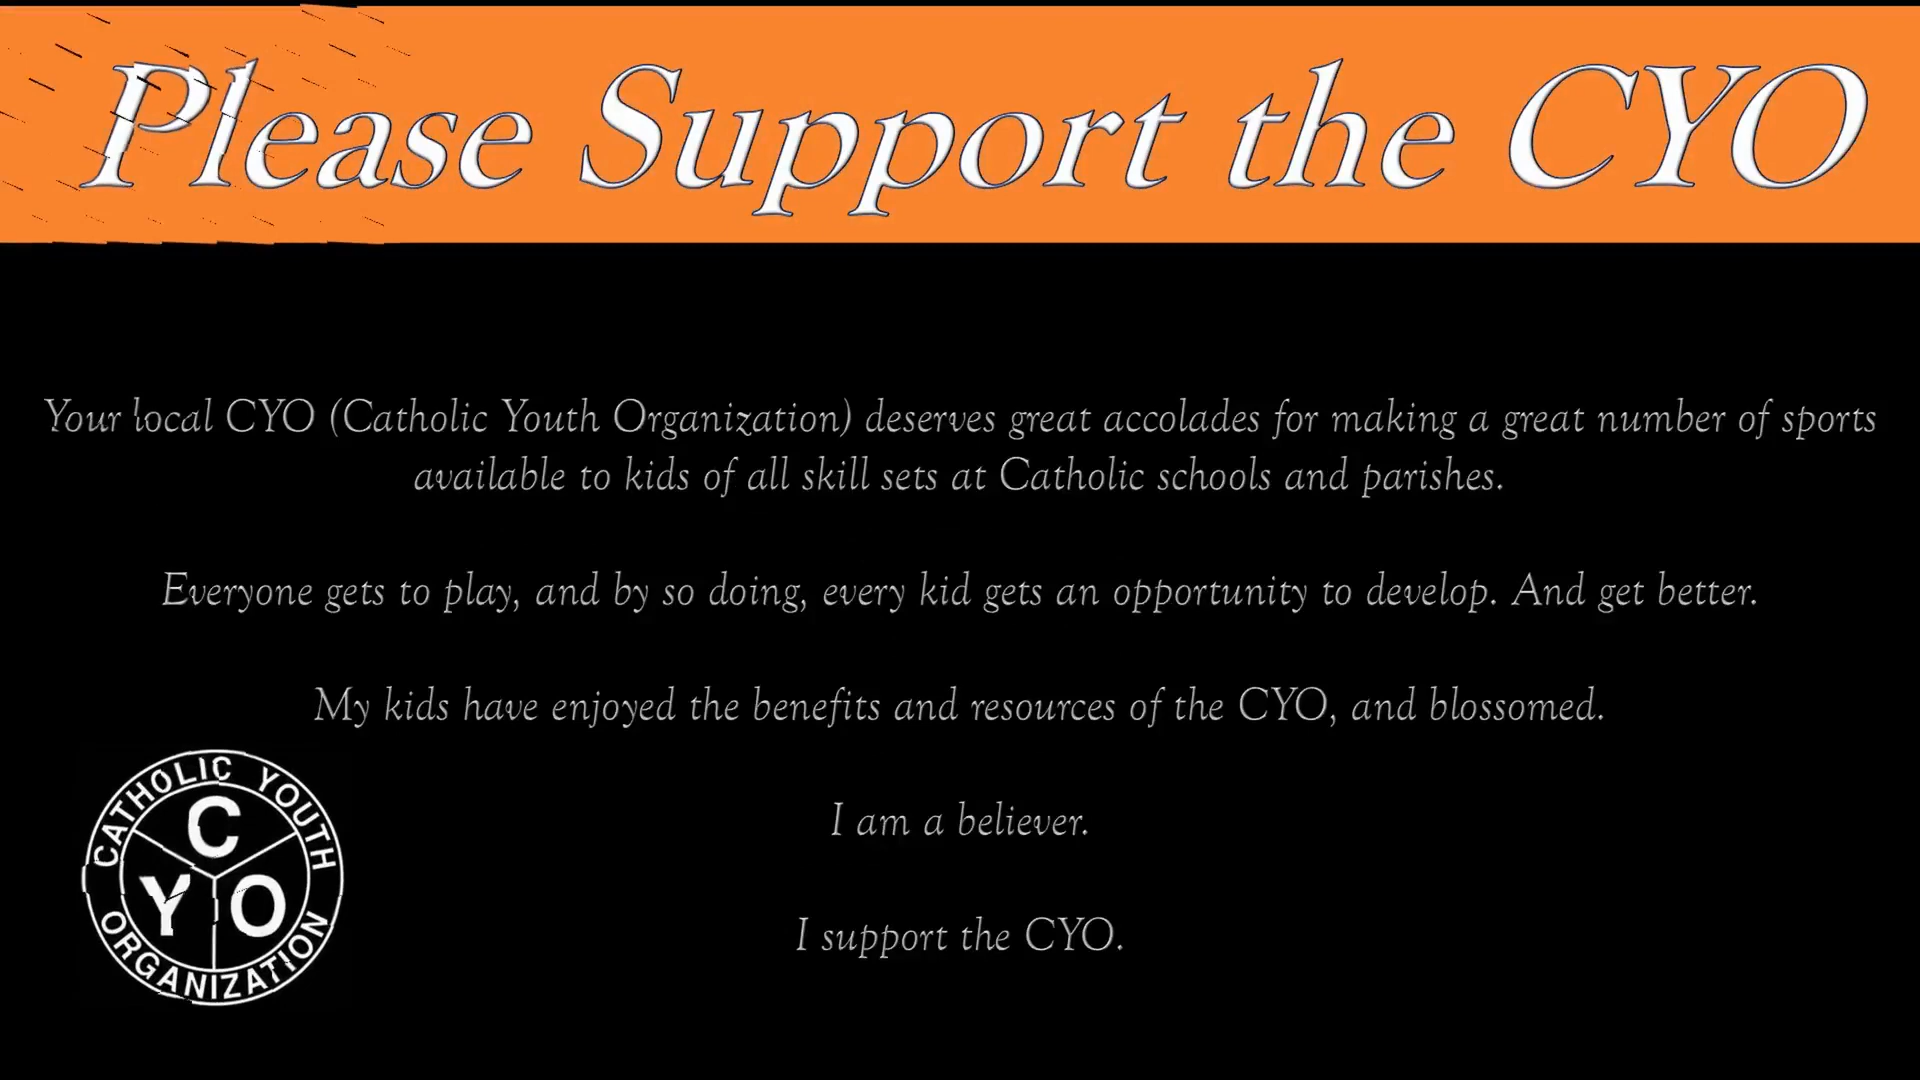 Please Support the CYO
Your local CYO (Catholic Youth Organization) deserves great accolades for making a great number of sports
available to kids of all skill sets at Catholic schools and parishes.
Everyone gets to play, and by so doing, every kid gets an opportunity to develop. And get better.
My kids have enjoyed the benefits and resources of the CYO, and blossomed.
CATHOLIC YOUTH
C
Y O
ORGANIZATION
I am a believer.
I support the CYO.